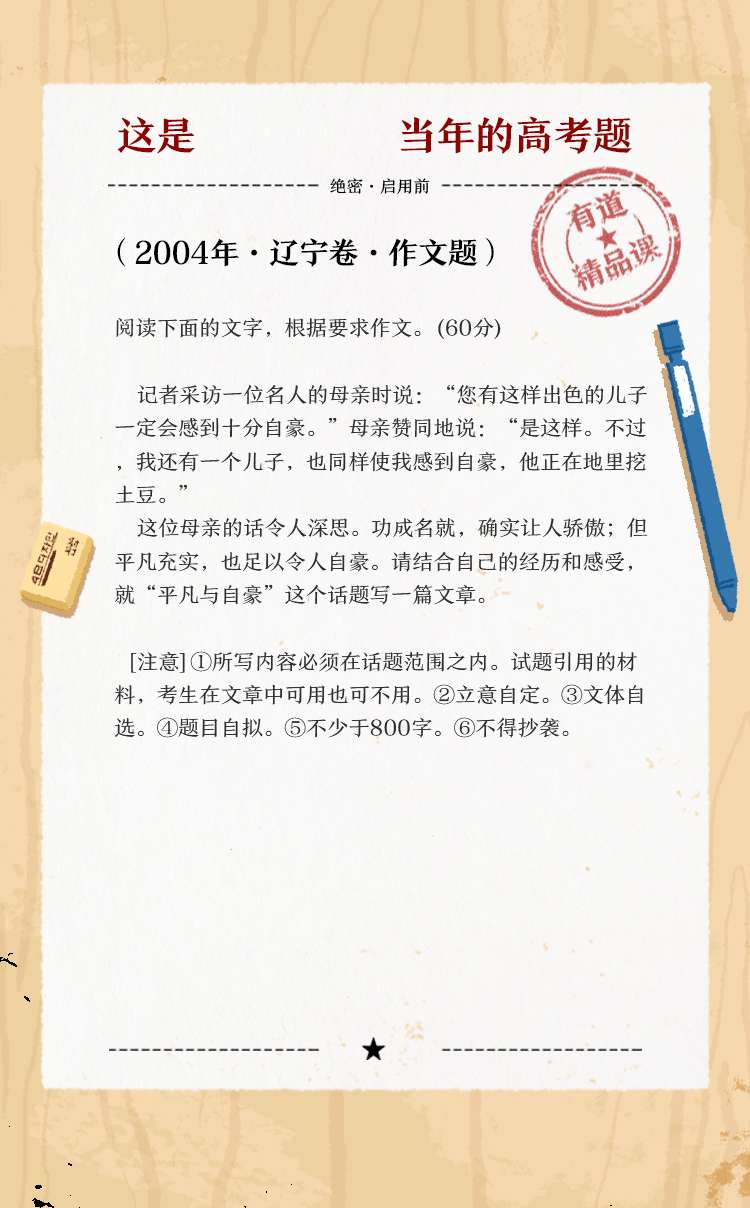 这是 当年的高考题
绝密·启用前
有道
精品课
（2004年·辽宁卷·作文题）
阅读下面的文字，根据要求作文。(60分)
记者采访一位名人的母亲时说：“您有这样出色的儿子
一定会感到十分自豪。”母亲赞同地说：“是这样。不过
，我还有一个儿子，也同样使我感到自豪，他正在地里挖
土豆。”
这位母亲的话令人深思。功成名就，确实让人骄傲；但
平凡充实，也足以令人自豪。请结合自己的经历和感受，
就“平凡与自豪”这个话题写一篇文章。
[注意]①所写内容必须在话题范围之内。试题引用的材
料，考生在文章中可用也可不用。②立意自定。③文体自
选。④题目自拟。⑤不少于800字。⑥不得抄袭。